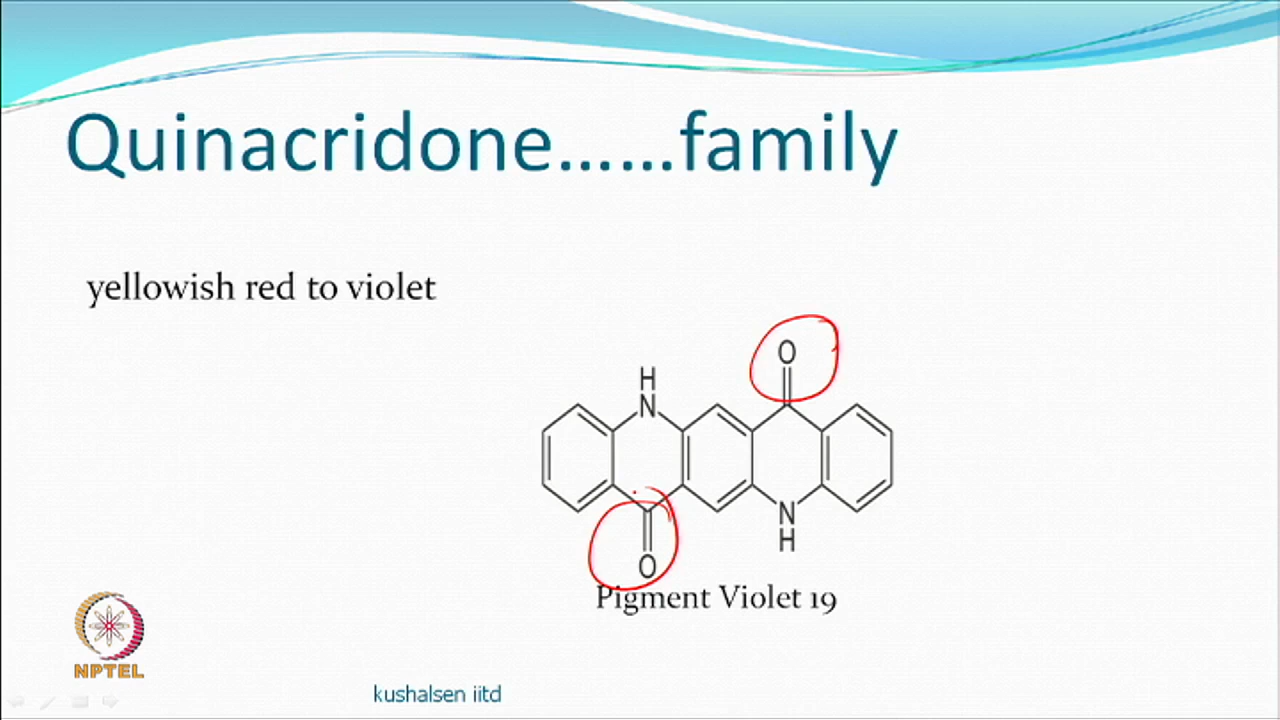 Quinacridone......family
yellowish red to violet
O
H
N
N
H
O
Pigment Violet 19
NPTEL
kushalsen iitd